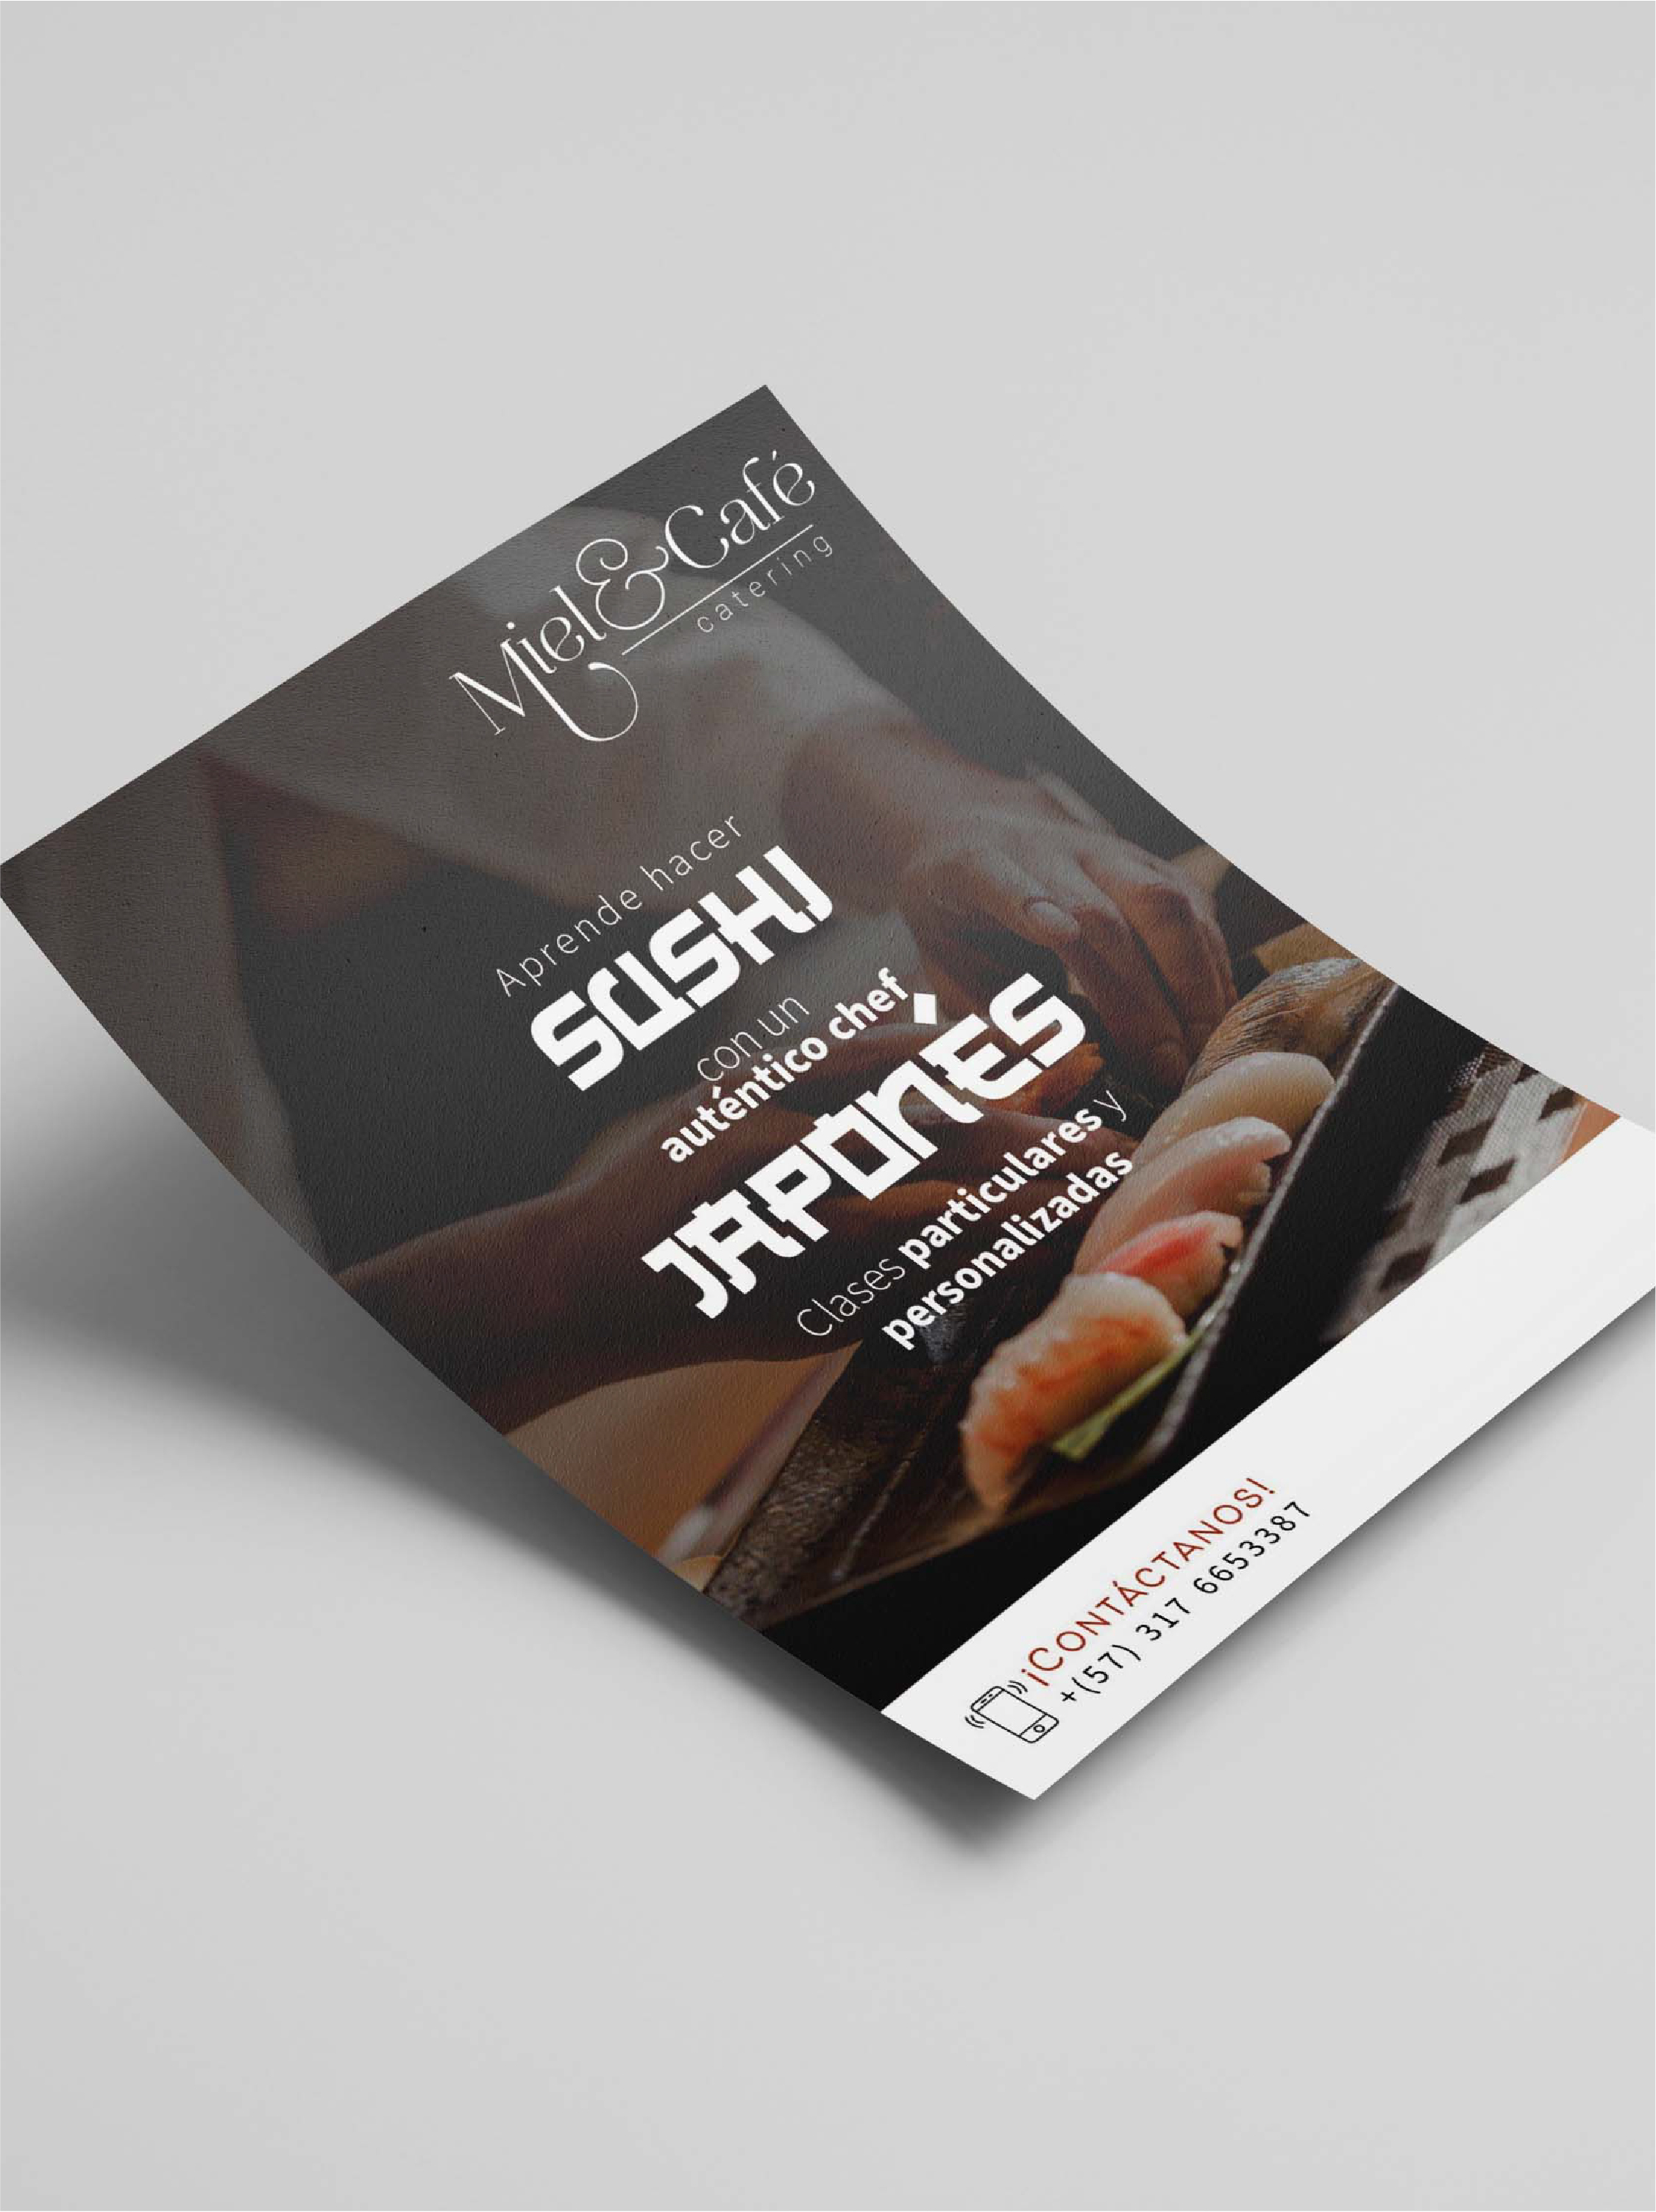 Miel&Café
catering
Aprende hacer
SUSHI
con un
auténtico chef
JAPONÉS
Clases particulares y
personalizadas
¡CONTÁCTANOS!
+(57) 317 6653387